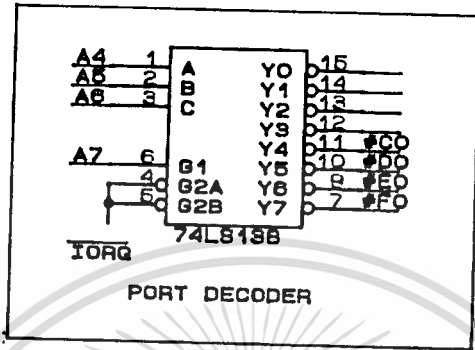 A4 1 A Y0 15
A5 2 B Y1 14
A6 3 C Y2 13
Y3 12
Y4 11 #C0
A7 6 G1 Y5 10 #D0
4 G2A Y6 9 #E0
5 G2B Y7 7 #F0
74LS138
IORQ
PORT DECODER